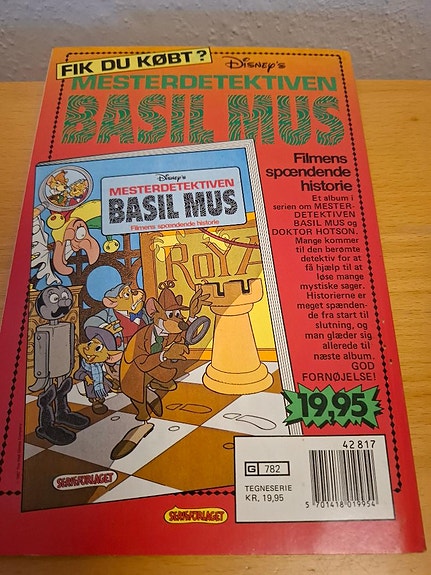 FIK DU KØBT?
Disney's
MESTERDETEKTIVEN
BASIL MUS
Disney's
MESTERDETEKTIVEN
BASIL MUS
Filmens spændende historie
Filmens
spændende
historie
Et album i
serien om MESTER-
DETEKTIVEN
BASIL MUS og
DOKTOR HOTSON.
Mange kommer
til den berømte
detektiv for at
få hjælp til at
løse mange
mystiske sager.
Historierne er
meget spænden-
de fra start til
slutning, og
man glæder sig
allerede til
næste album.
GOD
FORNØJELSE!
19,95
SERIEFORLAGET
SERIEFORLAGET
G 782
TEGNESERIE
KR. 19,95
42817
5 701418 019954